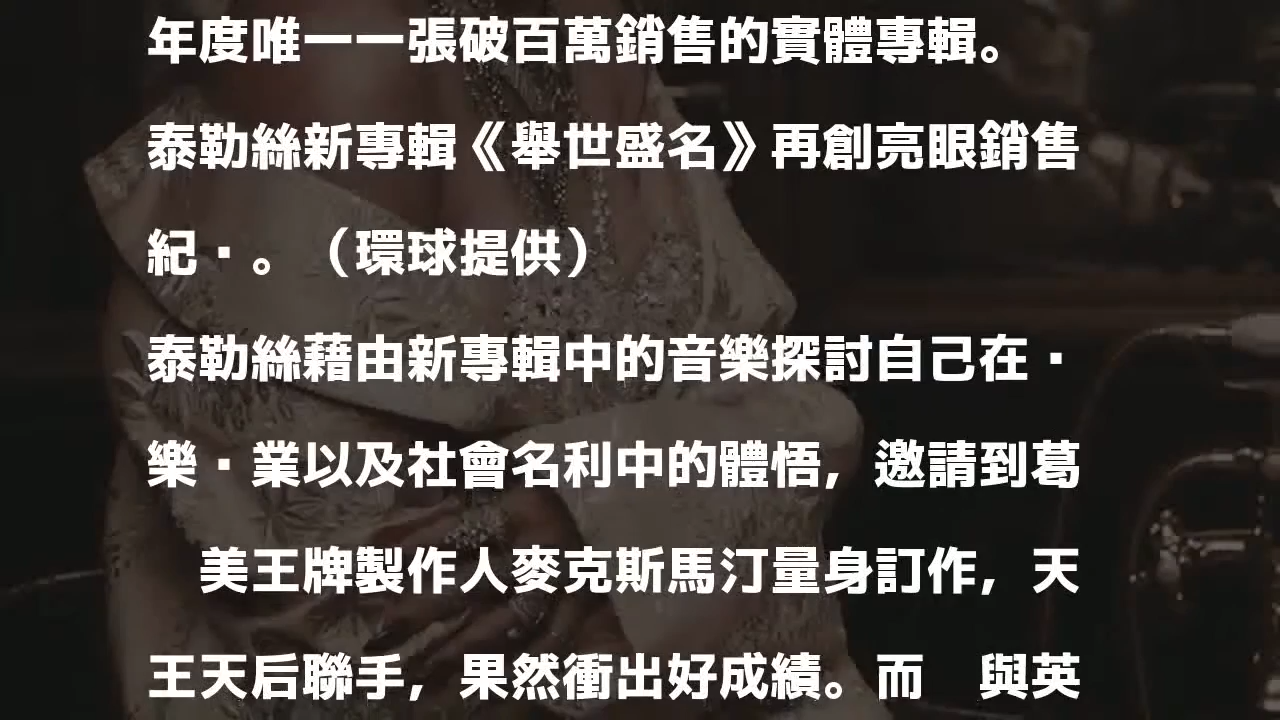 年度唯一一張破百萬銷售的實體專輯。
泰勒絲新專輯《舉世盛名》再創亮眼銷售
紀▪。（環球提供）
泰勒絲藉由新專輯中的音樂探討自己在▪
樂▪業以及社會名利中的體悟，邀請到葛
美王牌製作人麥克斯馬汀量身訂作，天
王天后聯手，果然衝出好成績。而　與英